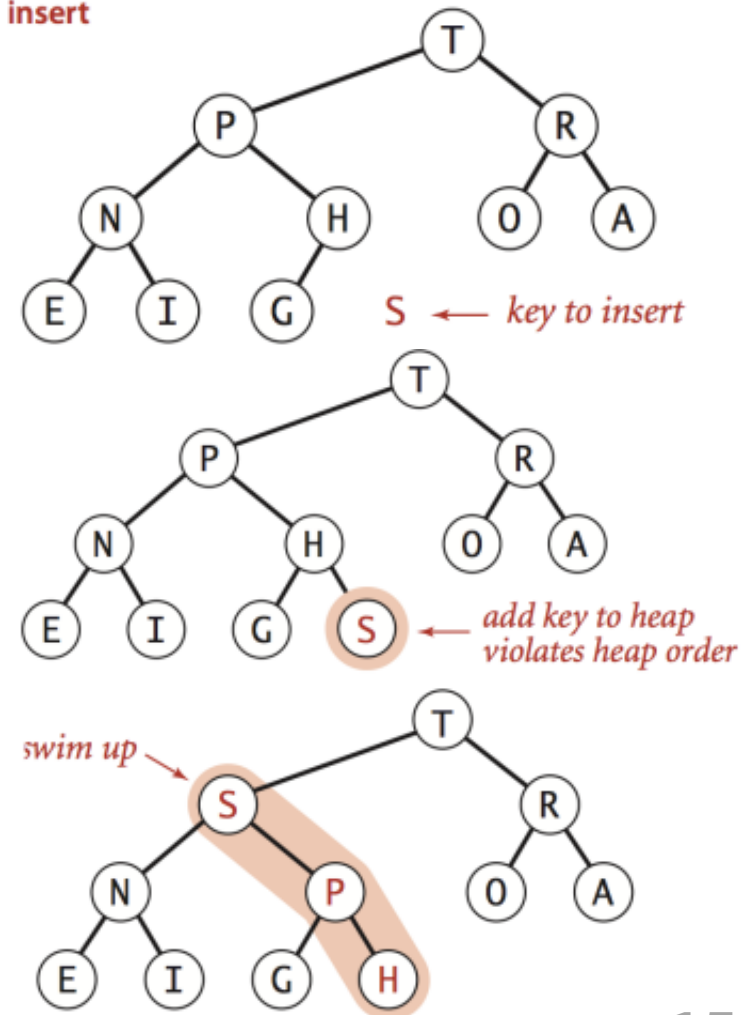 insert
T
P R
N H O A
E I G S key to insert
T
P R
N H O A
E I G S add key to heap
violates heap order
T
swim up
S R
N P O A
E I G H